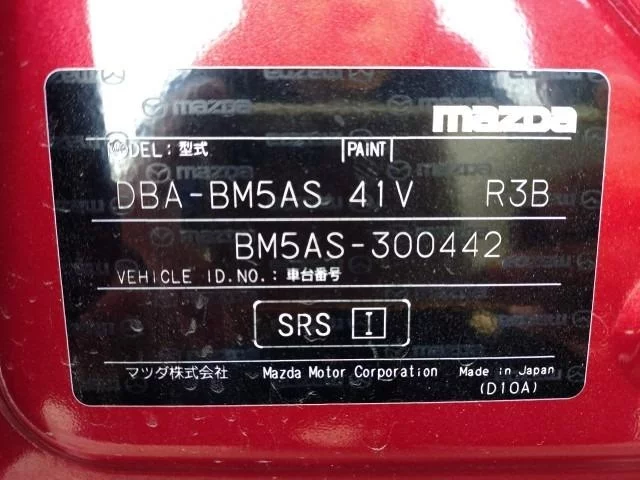 mazda
MODEL: 型式 PAINT
DBA-BM5AS 41V R3B
BM5AS-300442
VEHICLE ID.NO.: 車台番号
SRS I
マツダ株式会社 Mazda Motor Corporation Made in Japan
(D10A)